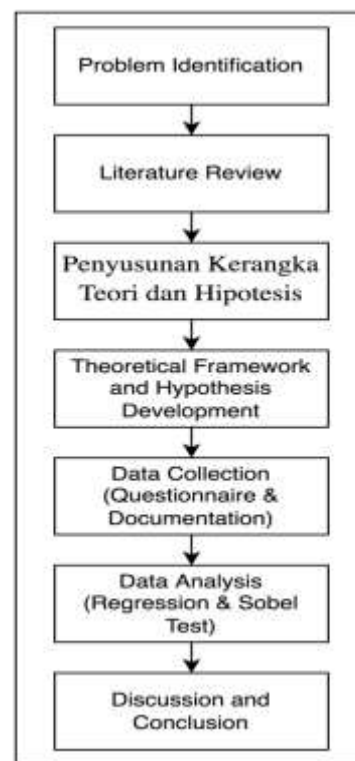 Problem Identification
Literature Review
Penyusunan Kerangka
Teori dan Hipotesis
Theoretical Framework
and Hypothesis
Development
Data Collection
(Questionnaire &
Documentation)
Data Analysis
(Regression & Sobel
Test)
Discussion and
Conclusion